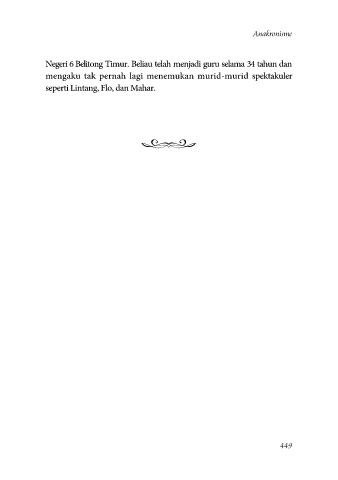 Anakronisme
Negeri 6 Belitong Timur. Beliau telah menjadi guru selama 34 tahun dan
mengaku tak pernah lagi menemukan murid-murid spektakuler
seperti Lintang, Flo, dan Mahar.
449